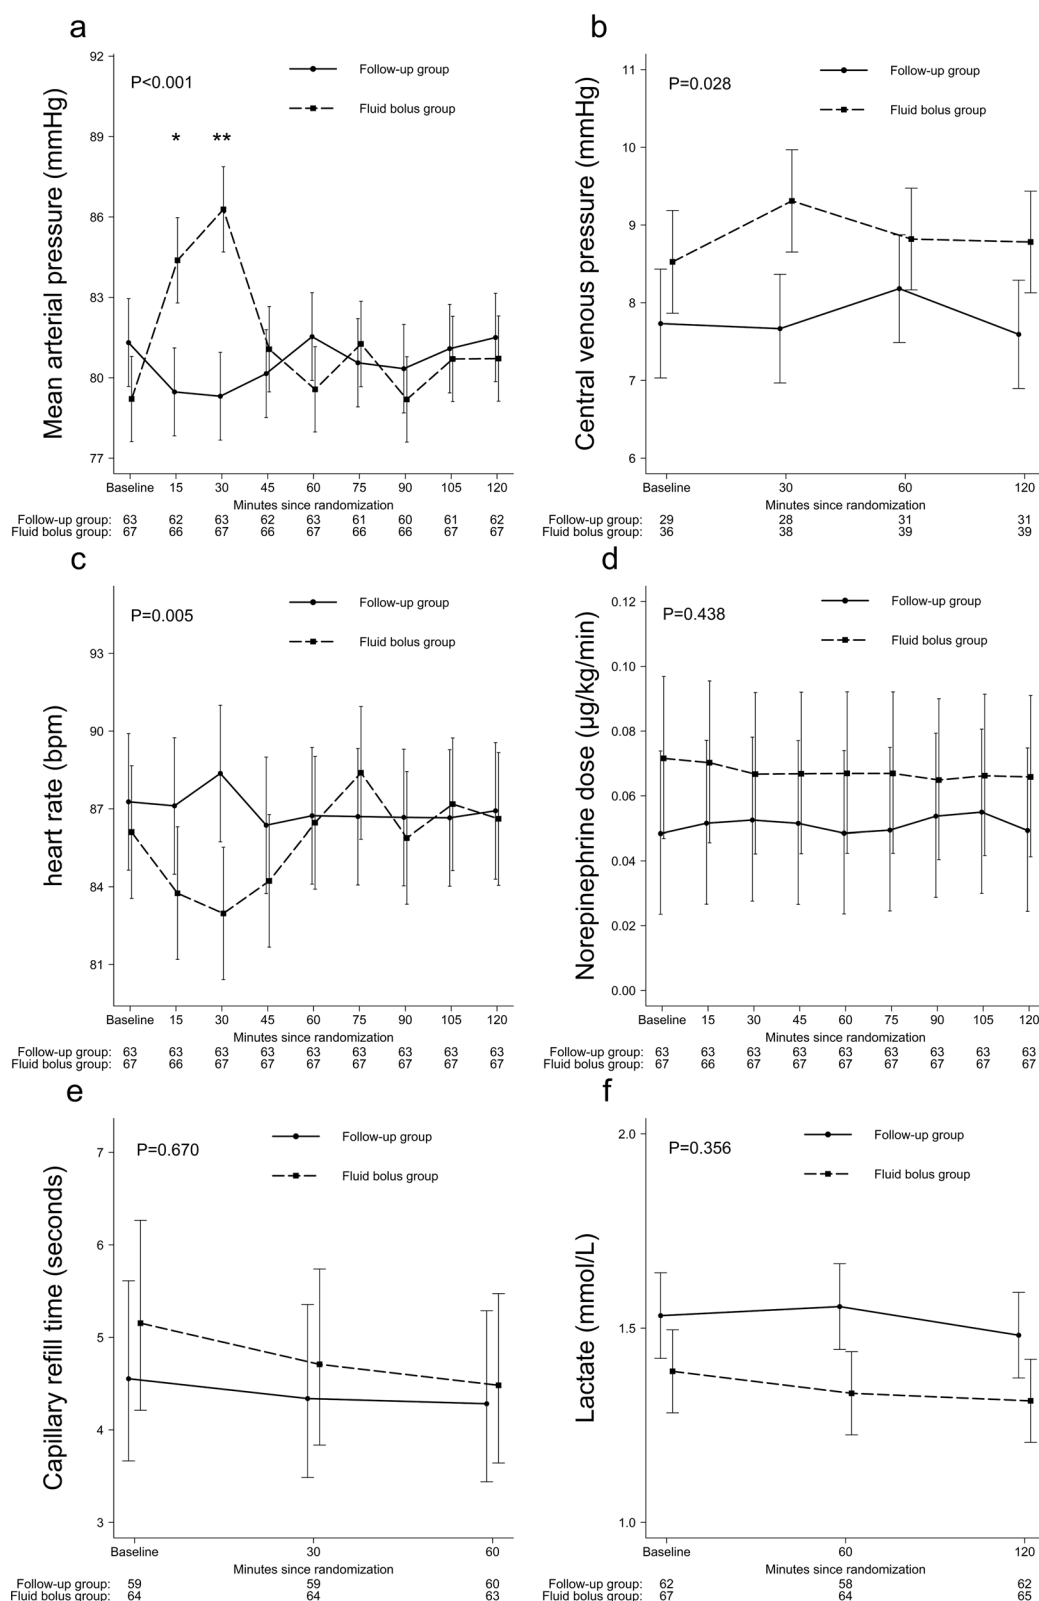 a
92
89
86
83
80
77
Mean arterial pressure (mmHg)
P<0.001
Follow-up group
Fluid bolus group
* **
Baseline 15 30 45 60 75 90 105 120
Minutes since randomization
Follow-up group: 63 62 63 62 63 61 60 61 62
Fluid bolus group: 67 66 67 66 67 66 66 67 67
b
11
10
9
8
7
6
Central venous pressure (mmHg)
P=0.028
Follow-up group
Fluid bolus group
Baseline 30 60 120
Minutes since randomization
Follow-up group: 29 28 31 31
Fluid bolus group: 36 38 39 39
c
93
90
87
84
81
heart rate (bpm)
P=0.005
Follow-up group
Fluid bolus group
Baseline 15 30 45 60 75 90 105 120
Minutes since randomization
Follow-up group: 63 63 63 63 63 63 63 63 63
Fluid bolus group: 67 66 67 67 67 67 67 67 67
d
0.12
0.10
0.08
0.06
0.04
0.02
0.00
Norepinephrine dose (µg/kg/min)
P=0.438
Follow-up group
Fluid bolus group
Baseline 15 30 45 60 75 90 105 120
Minutes since randomization
Follow-up group: 63 63 63 63 63 63 63 63 63
Fluid bolus group: 67 66 67 67 67 67 67 67 67
e
7
6
5
4
3
Capillary refill time (seconds)
P=0.670
Follow-up group
Fluid bolus group
Baseline 30 60
Minutes since randomization
Follow-up group: 59 59 60
Fluid bolus group: 64 64 63
f
2.0
1.5
1.0
Lactate (mmol/L)
P=0.356
Follow-up group
Fluid bolus group
Baseline 60 120
Minutes since randomization
Follow-up group: 62 58 62
Fluid bolus group: 67 64 65